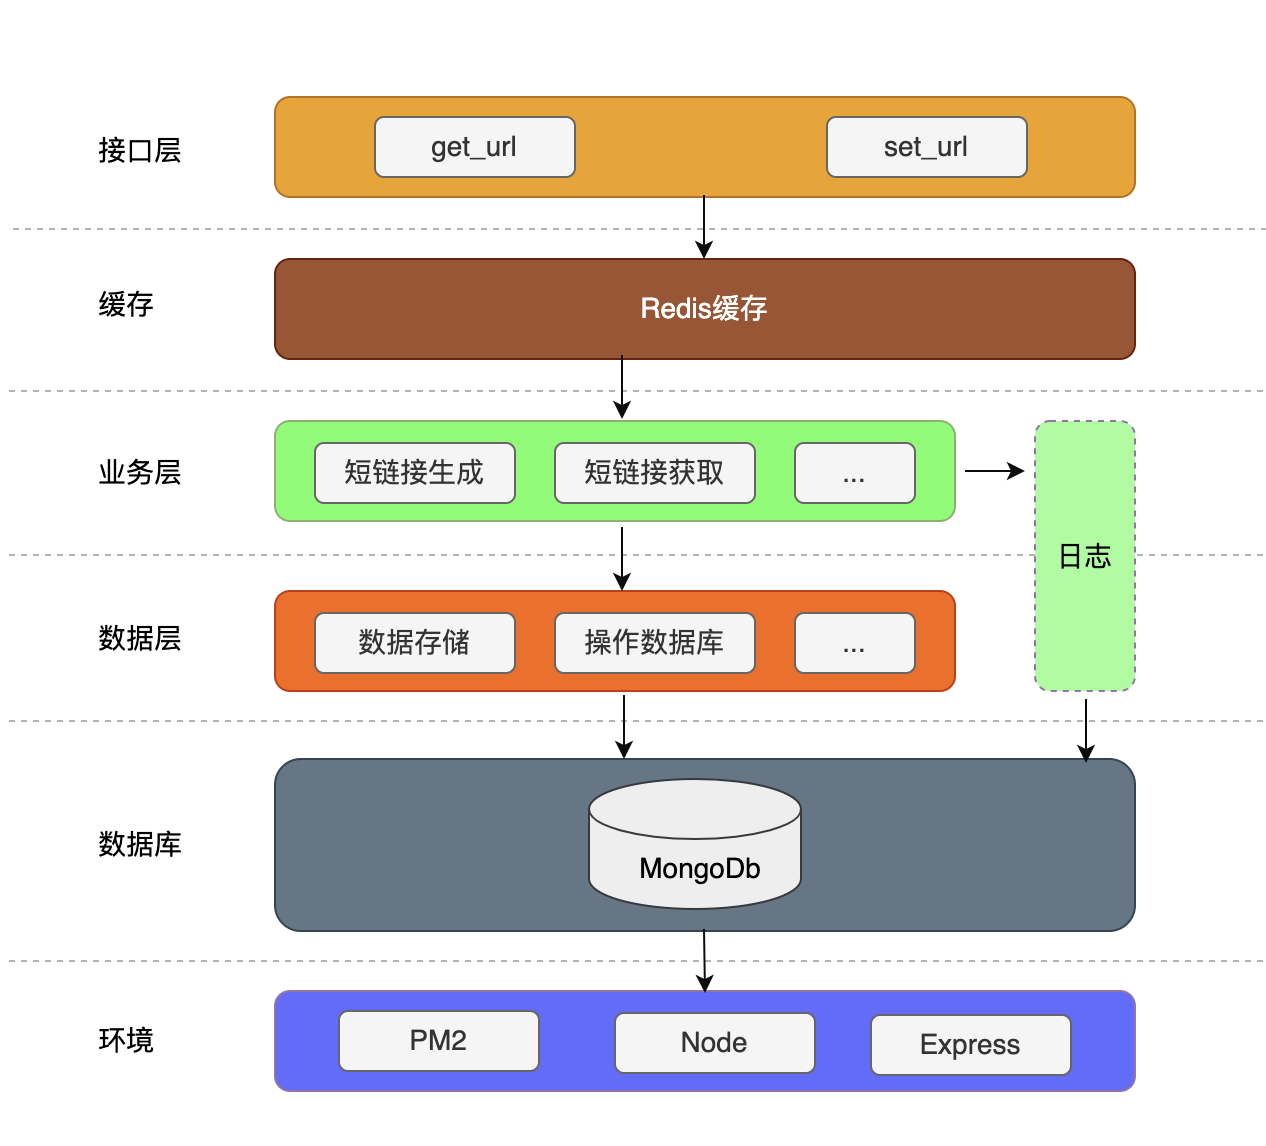 接口层
get_url
set_url
缓存
Redis缓存
业务层
短链接生成
短链接获取
...
日志
数据层
数据存储
操作数据库
...
数据库
MongoDb
环境
PM2
Node
Express